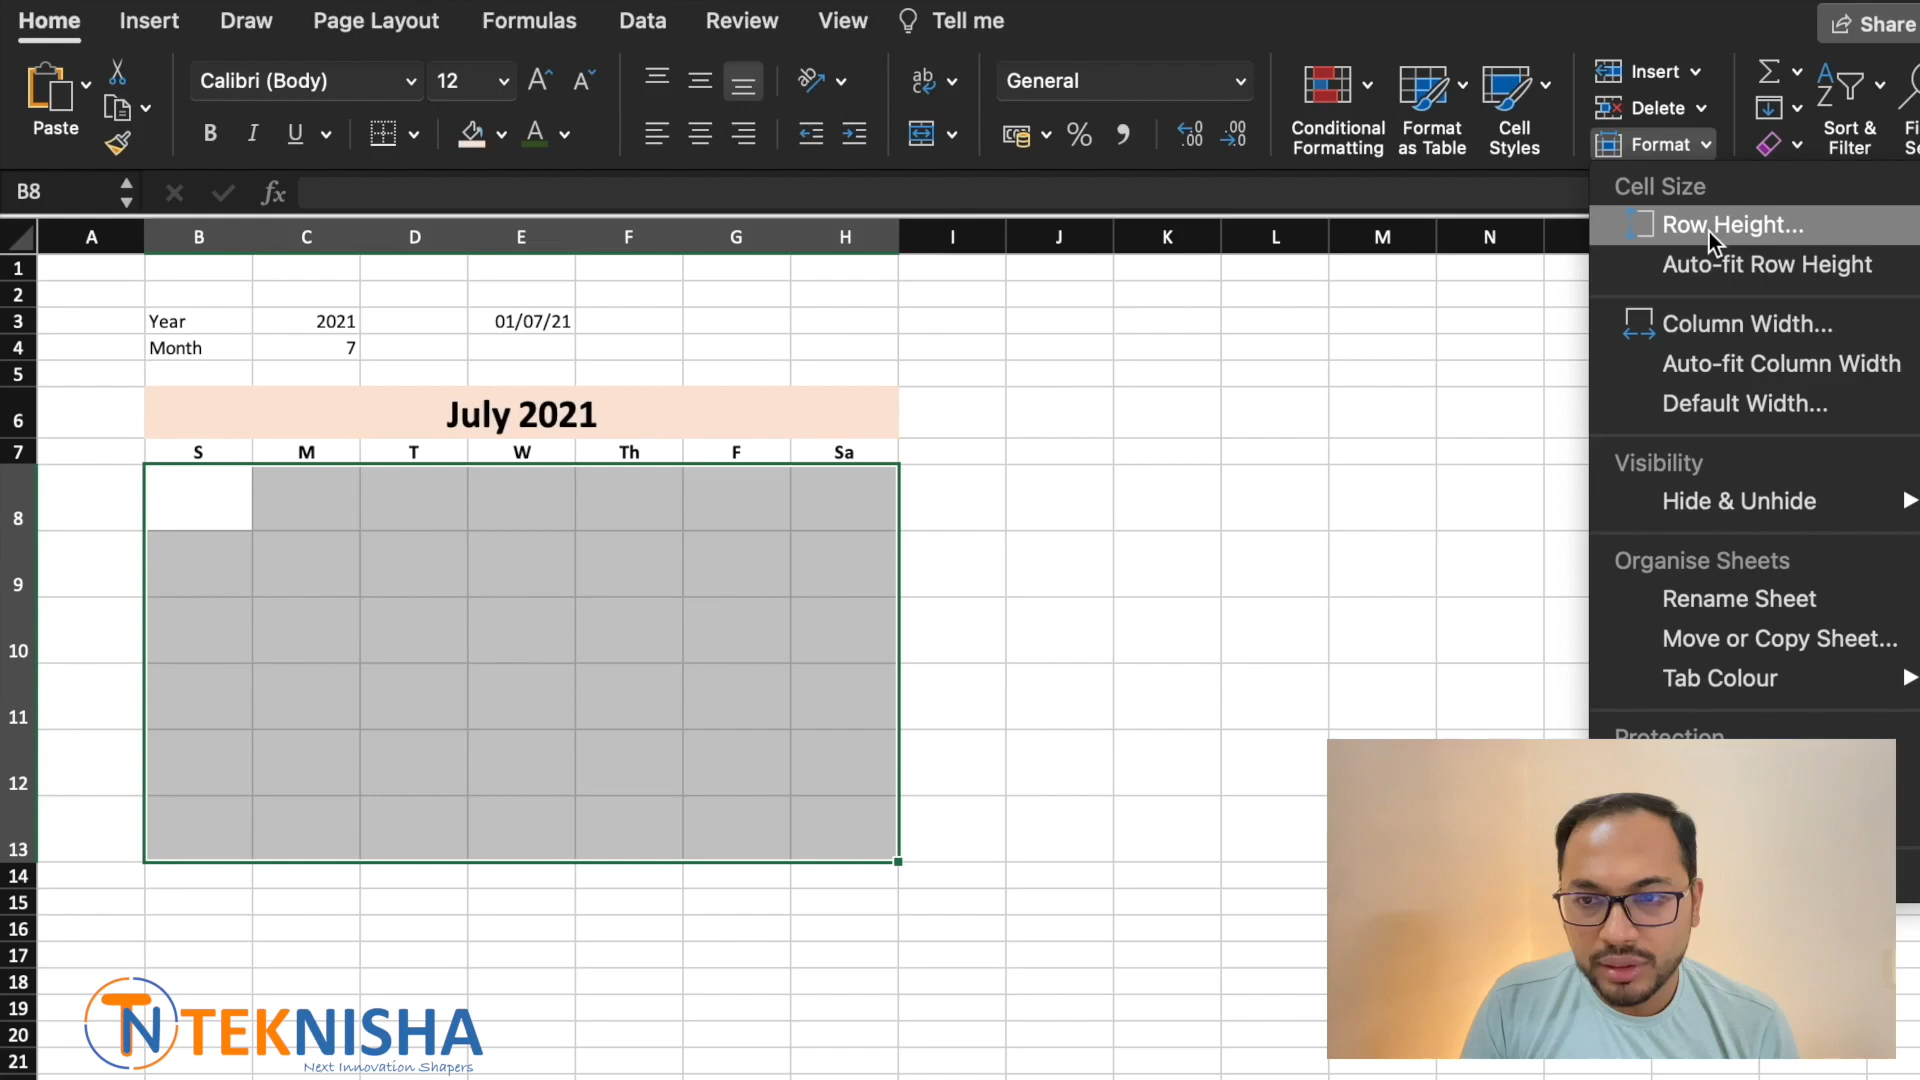 Home Insert Draw Page Layout Formulas Data Review View Tell me Share
Calibri (Body) 12 General Insert
Delete
Paste B I U Conditional Formatting Format as Table Cell Styles Format Sort & Filter
B8 fx
Cell Size
Row Height...
Auto-fit Row Height
Column Width...
Auto-fit Column Width
Default Width...
Visibility
Hide & Unhide
Organise Sheets
Rename Sheet
Move or Copy Sheet...
Tab Colour
Protection
A B C D E F G H I J K L M N
1
2
3 Year 2021 01/07/21
4 Month 7
5
6 July 2021
7 S M T W Th F Sa
8
9
10
11
12
13
14
15
16
17
18
19
20
21
TN TEKNISHA
Next Innovation Shapers